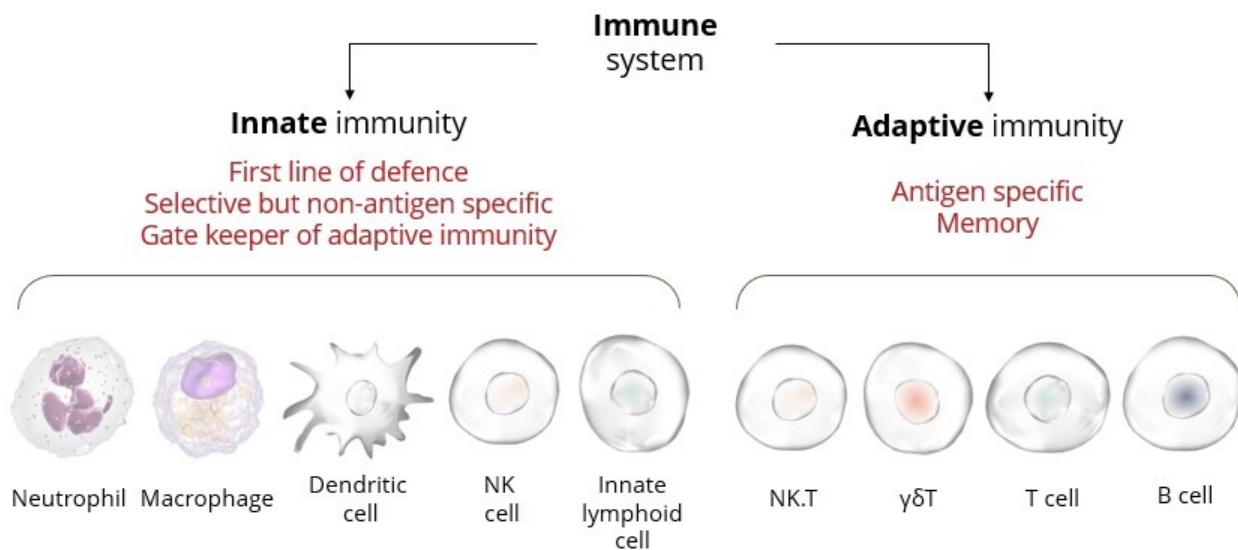 Immune
system
Innate immunity
First line of defence
Selective but non-antigen specific
Gate keeper of adaptive immunity
Adaptive immunity
Antigen specific
Memory
Neutrophil
Macrophage
Dendritic
cell
NK
cell
Innate
lymphoid
cell
NK.T
γδT
T cell
B cell